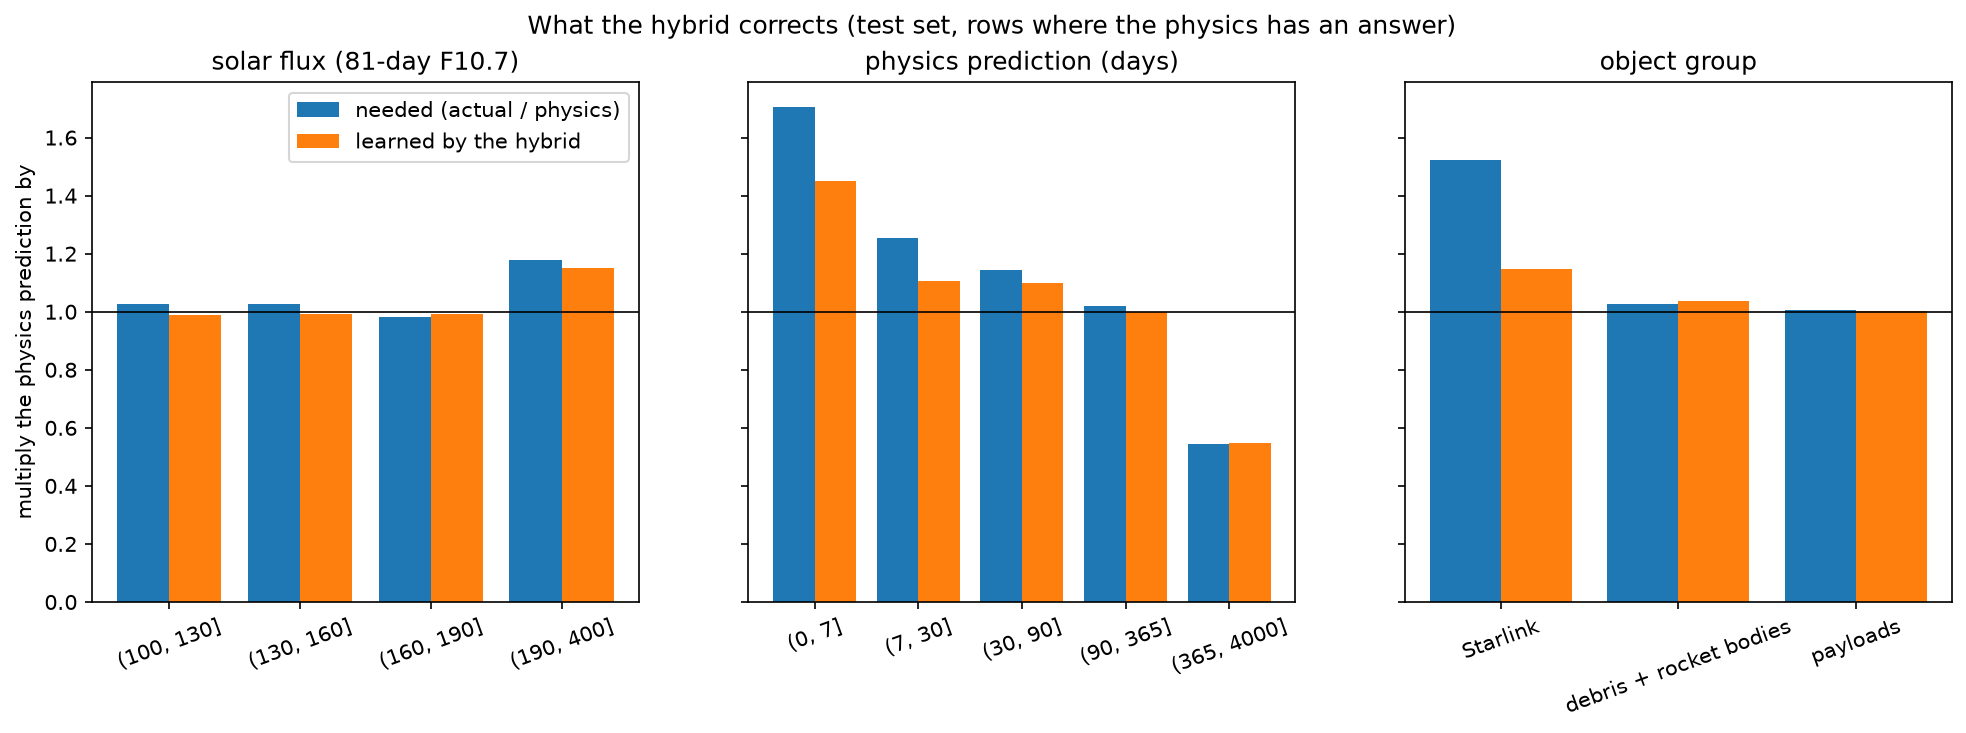 What the hybrid corrects (test set, rows where the physics has an answer)
solar flux (81-day F10.7)
needed (actual / physics)
learned by the hybrid
multiply the physics prediction by
1.6
1.4
1.2
1.0
0.8
0.6
0.4
0.2
0.0
(100, 130]
(130, 160]
(160, 190]
(190, 400]
physics prediction (days)
(0, 7]
(7, 30]
(30, 90]
(90, 365]
(365, 4000]
object group
Starlink
debris + rocket bodies
payloads